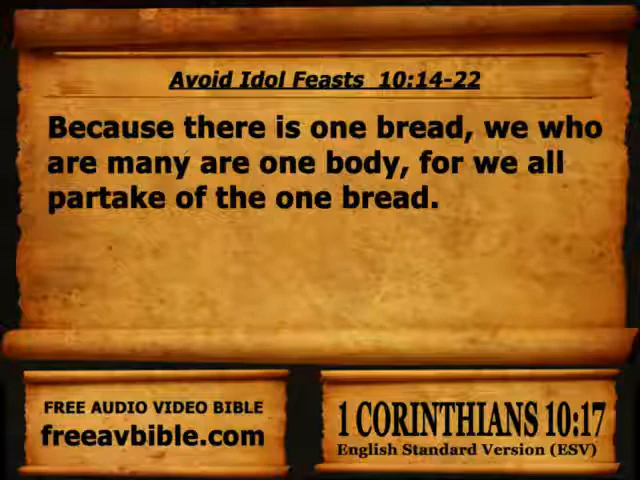 Avoid Idol Feasts 10:14-22
Because there is one bread, we who
are many are one body, for we all
partake of the one bread.
FREE AUDIO VIDEO BIBLE
freeavbible.com
1 CORINTHIANS 10:17
English Standard Version (ESV)